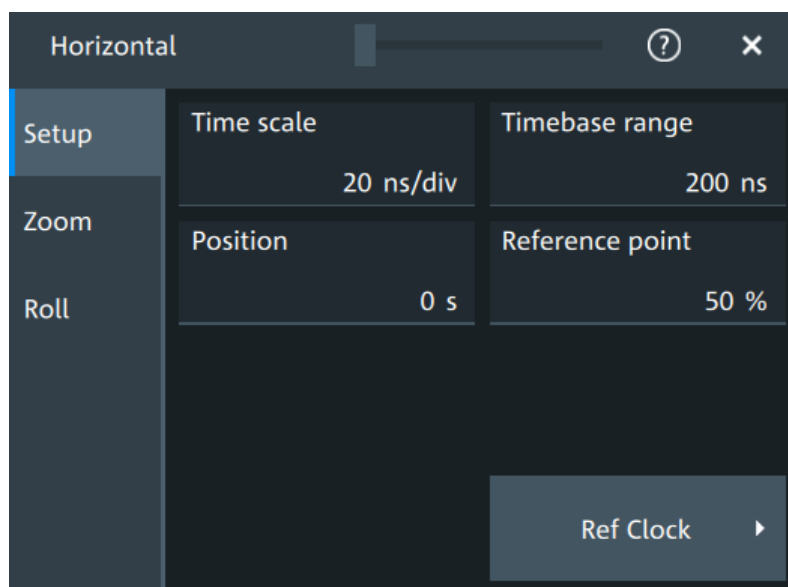 Horizontal
?
×
Setup
Zoom
Roll
Time scale
20 ns/div
Timebase range
200 ns
Position
0 s
Reference point
50 %
Ref Clock